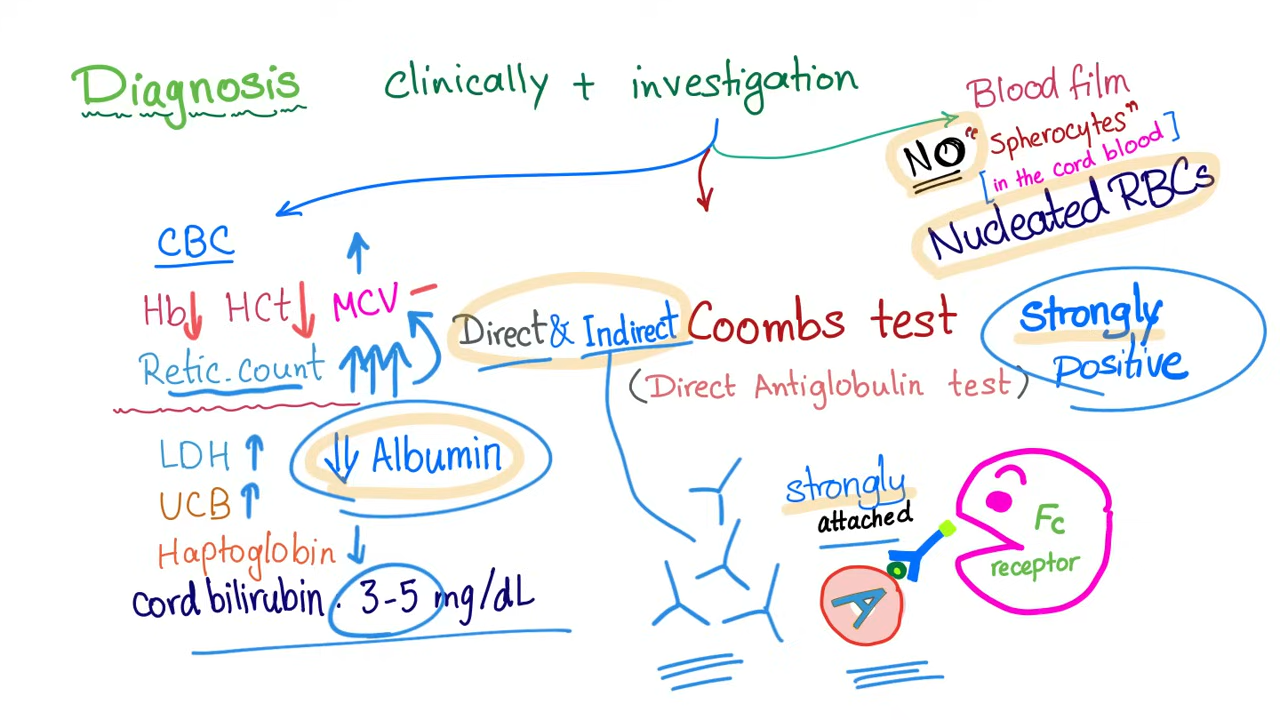 Diagnosis clinically + investigation
Blood film
NO "Spherocytes"
[in the cord blood]
Nucleated RBCs
CBC ↑
Hb↓ HCt↓ MCV –
Retic. count ↑↑↑
LDH ↑
↓↓ Albumin
UCB ↑
Haptoglobin ↓
cord bilirubin . 3-5 mg/dL
Direct & Indirect Coombs test
(Direct Antiglobulin test)
Strongly
Positive
strongly
attached
A
Fc
receptor